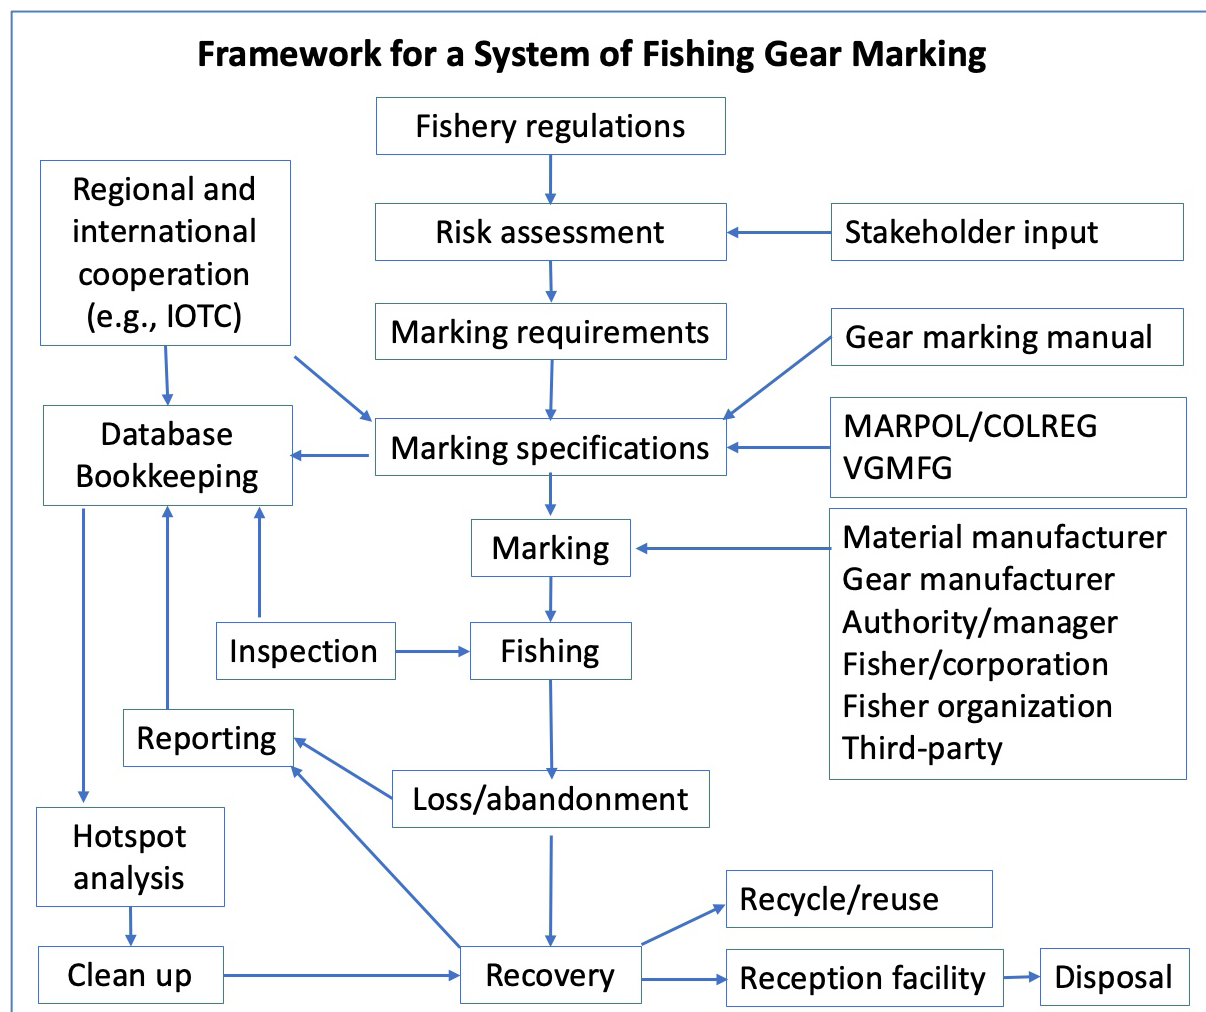 Framework for a System of Fishing Gear Marking
Fishery regulations
Regional and
international
cooperation
(e.g., IOTC)
Risk assessment
Stakeholder input
Marking requirements
Gear marking manual
Database
Bookkeeping
Marking specifications
MARPOL/COLREG
VGMFG
Marking
Material manufacturer
Gear manufacturer
Authority/manager
Fisher/corporation
Fisher organization
Third-party
Inspection
Fishing
Reporting
Loss/abandonment
Hotspot
analysis
Recycle/reuse
Clean up
Recovery
Reception facility
Disposal